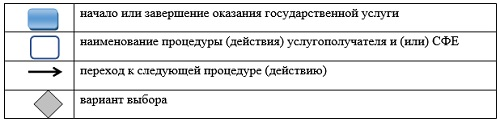 начало или завершение оказания государственной услуги
наименование процедуры (действия) услугополучателя и (или) СФЕ
переход к следующей процедуре (действию)
вариант выбора